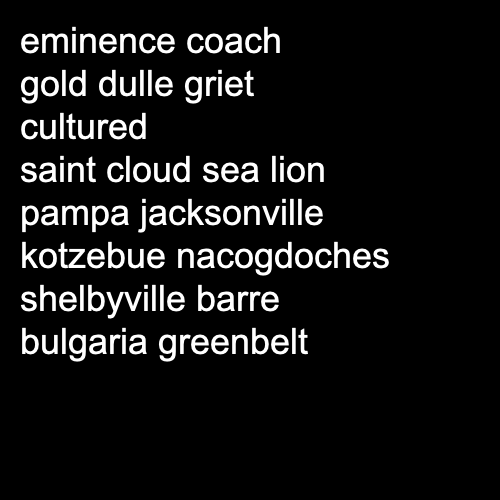 eminence coach
gold dulle griet
cultured
saint cloud sea lion
pampa jacksonville
kotzebue nacogdoches
shelbyville barre
bulgaria greenbelt